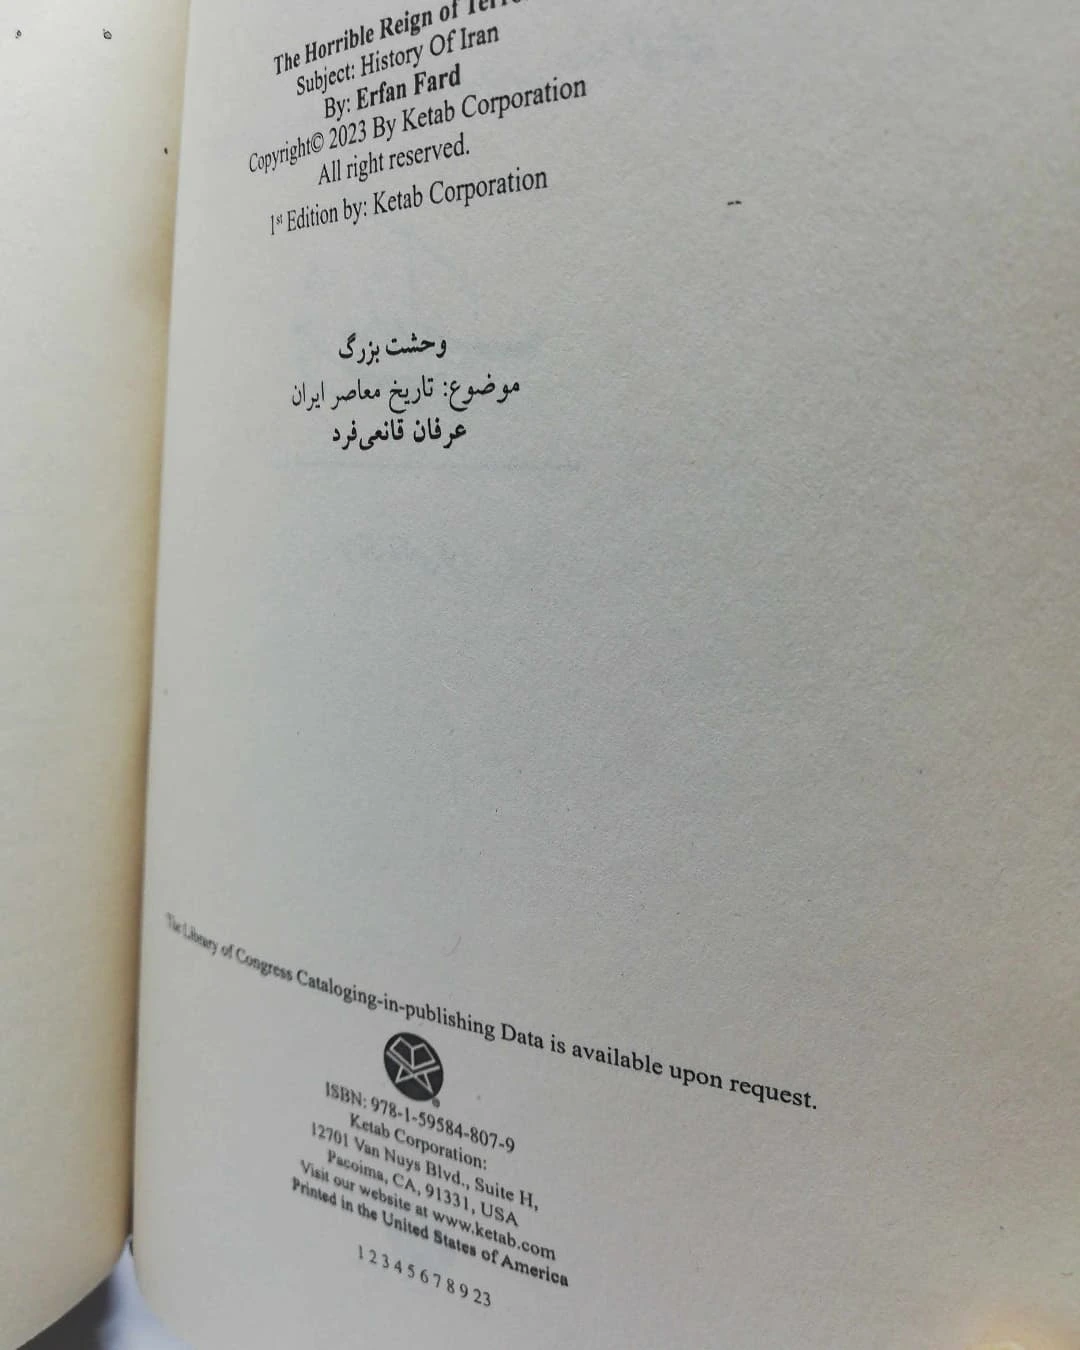 The Horrible Reign of
Subject: History Of Iran
By: Erfan Fard
Copyright© 2023 By Ketab Corporation
All right reserved.
1st Edition by: Ketab Corporation
وحشت بزرگ
موضوع: تاریخ معاصر ایران
عرفان قانعی‌فرد
The Library of Congress Cataloging-in-publishing Data is available upon request.
ISBN: 978-1-59584-807-9
Ketab Corporation:
12701 Van Nuys Blvd., Suite H,
Pacoima, CA, 91331, USA
Visit our website at www.ketab.com
Printed in the United States of America
1 2 3 4 5 6 7 8 9 23